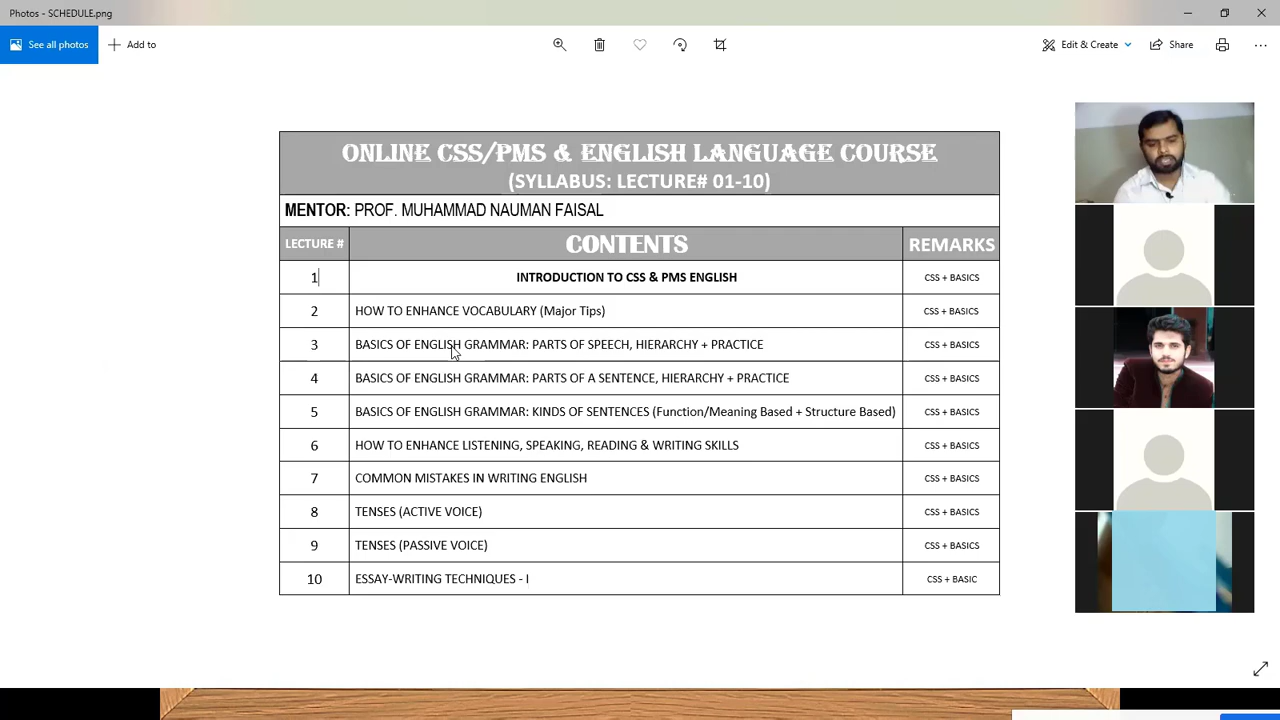 Photos - SCHEDULE.png
See all photos
Add to
Edit & Create
Share
ONLINE CSS/PMS & ENGLISH LANGUAGE COURSE
(SYLLABUS: LECTURE# 01-10)
MENTOR: PROF. MUHAMMAD NAUMAN FAISAL
LECTURE # CONTENTS REMARKS
1 INTRODUCTION TO CSS & PMS ENGLISH CSS + BASICS
2 HOW TO ENHANCE VOCABULARY (Major Tips) CSS + BASICS
3 BASICS OF ENGLISH GRAMMAR: PARTS OF SPEECH, HIERARCHY + PRACTICE CSS + BASICS
4 BASICS OF ENGLISH GRAMMAR: PARTS OF A SENTENCE, HIERARCHY + PRACTICE CSS + BASICS
5 BASICS OF ENGLISH GRAMMAR: KINDS OF SENTENCES (Function/Meaning Based + Structure Based) CSS + BASICS
6 HOW TO ENHANCE LISTENING, SPEAKING, READING & WRITING SKILLS CSS + BASICS
7 COMMON MISTAKES IN WRITING ENGLISH CSS + BASICS
8 TENSES (ACTIVE VOICE) CSS + BASICS
9 TENSES (PASSIVE VOICE) CSS + BASICS
10 ESSAY-WRITING TECHNIQUES - I CSS + BASIC